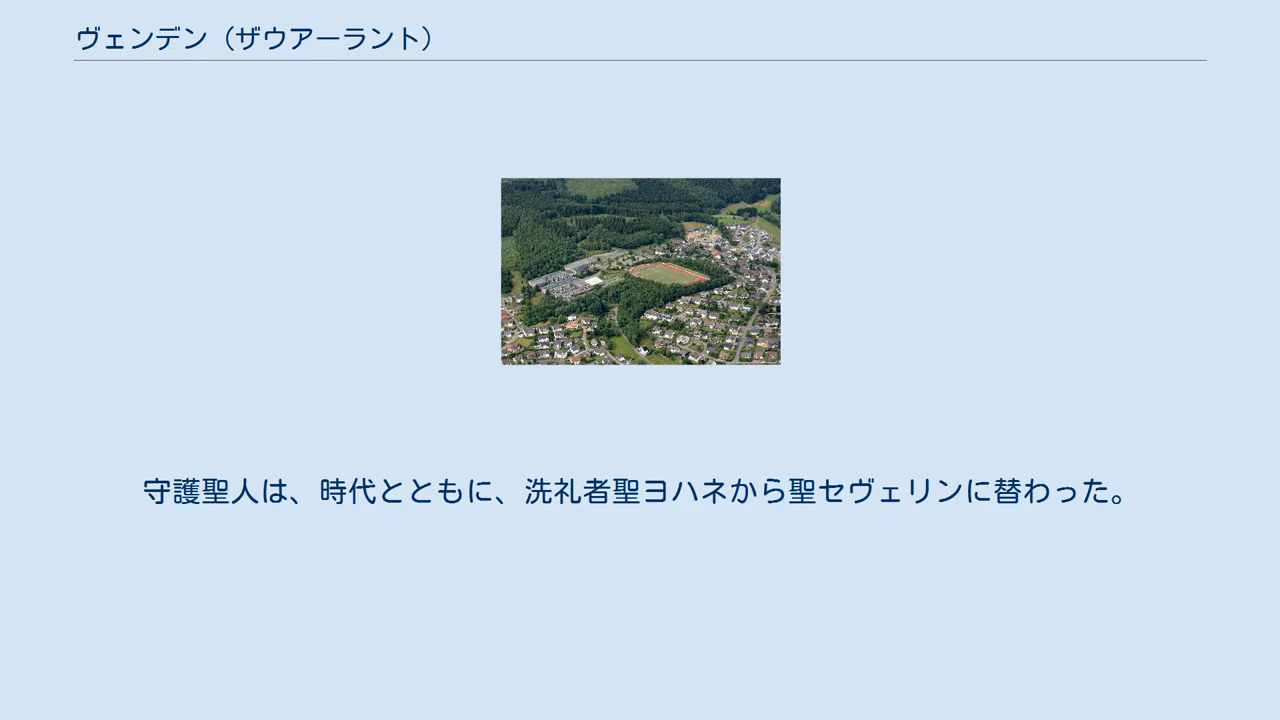 ヴェンデン（ザウアーラント）
守護聖人は、時代とともに、洗礼者聖ヨハネから聖セヴェリンに替わった。